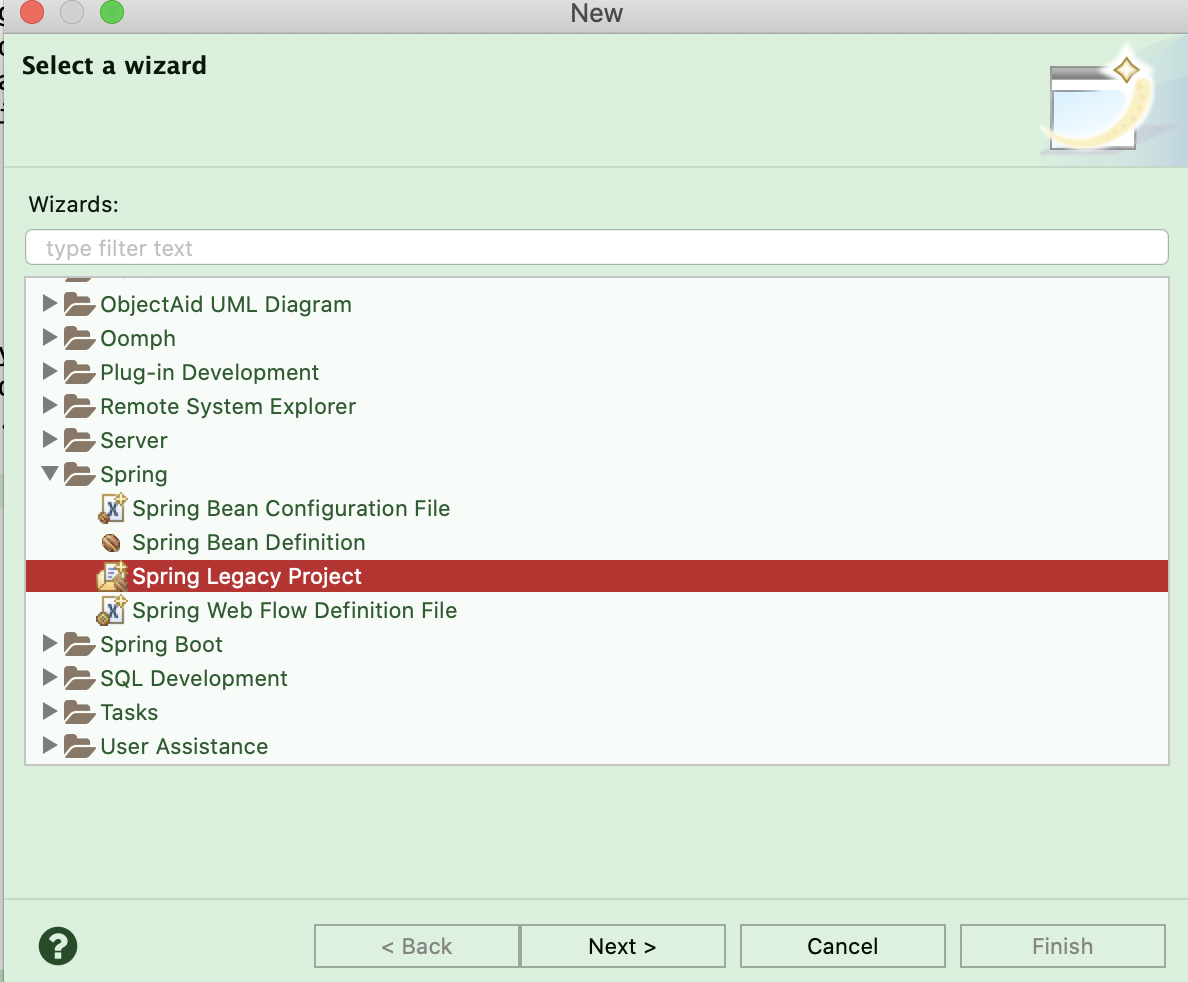 New
Select a wizard
Wizards:
type filter text
ObjectAid UML Diagram
Oomph
Plug-in Development
Remote System Explorer
Server
Spring
Spring Bean Configuration File
Spring Bean Definition
Spring Legacy Project
Spring Web Flow Definition File
Spring Boot
SQL Development
Tasks
User Assistance
?
< Back
Next >
Cancel
Finish